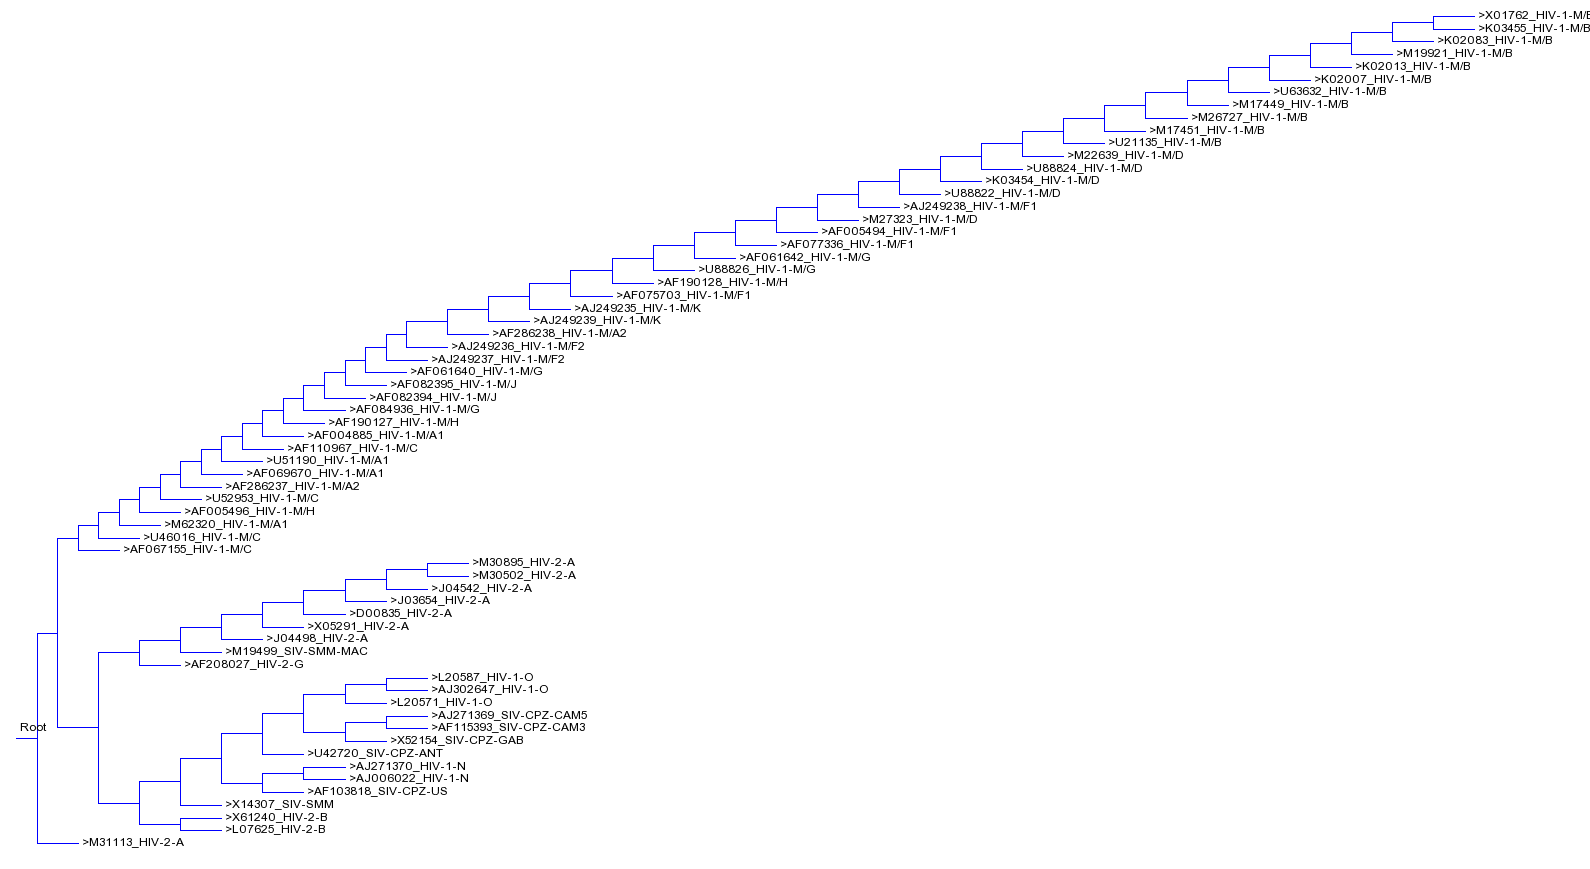 >X01762_HIV-1-M/B
>K03455_HIV-1-M/B
>K02083_HIV-1-M/B
>M19921_HIV-1-M/B
>K02013_HIV-1-M/B
>K02007_HIV-1-M/B
>U63632_HIV-1-M/B
>M17449_HIV-1-M/B
>M26727_HIV-1-M/B
>M17451_HIV-1-M/B
>U21135_HIV-1-M/B
>M22639_HIV-1-M/D
>U88824_HIV-1-M/D
>K03454_HIV-1-M/D
>U88822_HIV-1-M/D
>AJ249238_HIV-1-M/F1
>M27323_HIV-1-M/D
>AF005494_HIV-1-M/F1
>AF077336_HIV-1-M/F1
>AF061642_HIV-1-M/G
>U88826_HIV-1-M/G
>AF190128_HIV-1-M/H
>AF075703_HIV-1-M/F1
>AJ249235_HIV-1-M/K
>AJ249239_HIV-1-M/K
>AF286238_HIV-1-M/A2
>AJ249236_HIV-1-M/F2
>AJ249237_HIV-1-M/F2
>AF061640_HIV-1-M/G
>AF082395_HIV-1-M/J
>AF082394_HIV-1-M/J
>AF084936_HIV-1-M/G
>AF190127_HIV-1-M/H
>AF004885_HIV-1-M/A1
>AF110967_HIV-1-M/C
>U51190_HIV-1-M/A1
>AF069670_HIV-1-M/A1
>AF286237_HIV-1-M/A2
>U52953_HIV-1-M/C
>AF005496_HIV-1-M/H
>M62320_HIV-1-M/A1
>U46016_HIV-1-M/C
>AF067155_HIV-1-M/C
>M30895_HIV-2-A
>M30502_HIV-2-A
>J04542_HIV-2-A
>J03654_HIV-2-A
>D00835_HIV-2-A
>X05291_HIV-2-A
>J04498_HIV-2-A
>M19499_SIV-SMM-MAC
>AF208027_HIV-2-G
>L20587_HIV-1-O
>AJ302647_HIV-1-O
>L20571_HIV-1-O
>AJ271369_SIV-CPZ-CAM5
Root
>AF115393_SIV-CPZ-CAM3
>X52154_SIV-CPZ-GAB
>U42720_SIV-CPZ-ANT
>AJ271370_HIV-1-N
>AJ006022_HIV-1-N
>AF103818_SIV-CPZ-US
>X14307_SIV-SMM
>X61240_HIV-2-B
>L07625_HIV-2-B
>M31113_HIV-2-A